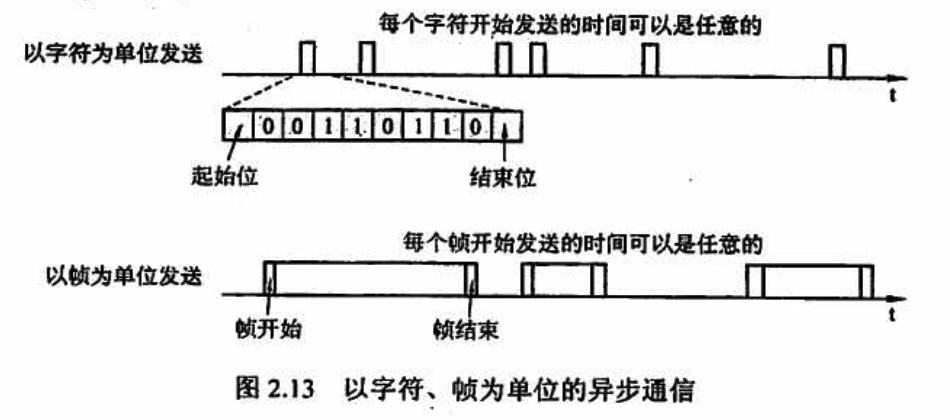 每个字符开始发送的时间可以是任意的
以字符为单位发送
t
0 0 1 1 0 1 1 0
起始位
结束位
每个帧开始发送的时间可以是任意的
以帧为单位发送
t
帧开始
帧结束
图 2.13 以字符、帧为单位的异步通信